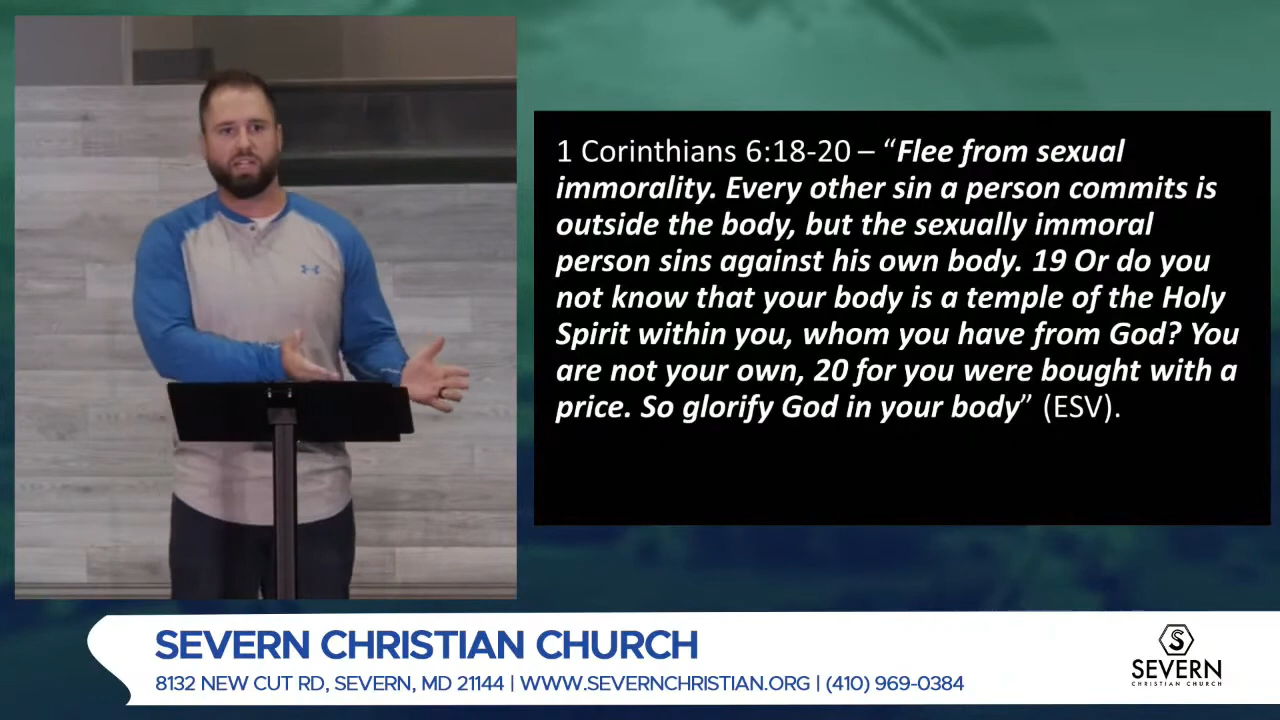 1 Corinthians 6:18-20 – “Flee from sexual
immorality. Every other sin a person commits is
outside the body, but the sexually immoral
person sins against his own body. 19 Or do you
not know that your body is a temple of the Holy
Spirit within you, whom you have from God? You
are not your own, 20 for you were bought with a
price. So glorify God in your body” (ESV).
SEVERN CHRISTIAN CHURCH
8132 NEW CUT RD, SEVERN, MD 21144 | WWW.SEVERNCHRISTIAN.ORG | (410) 969-0384
S
SEVERN
CHRISTIAN CHURCH